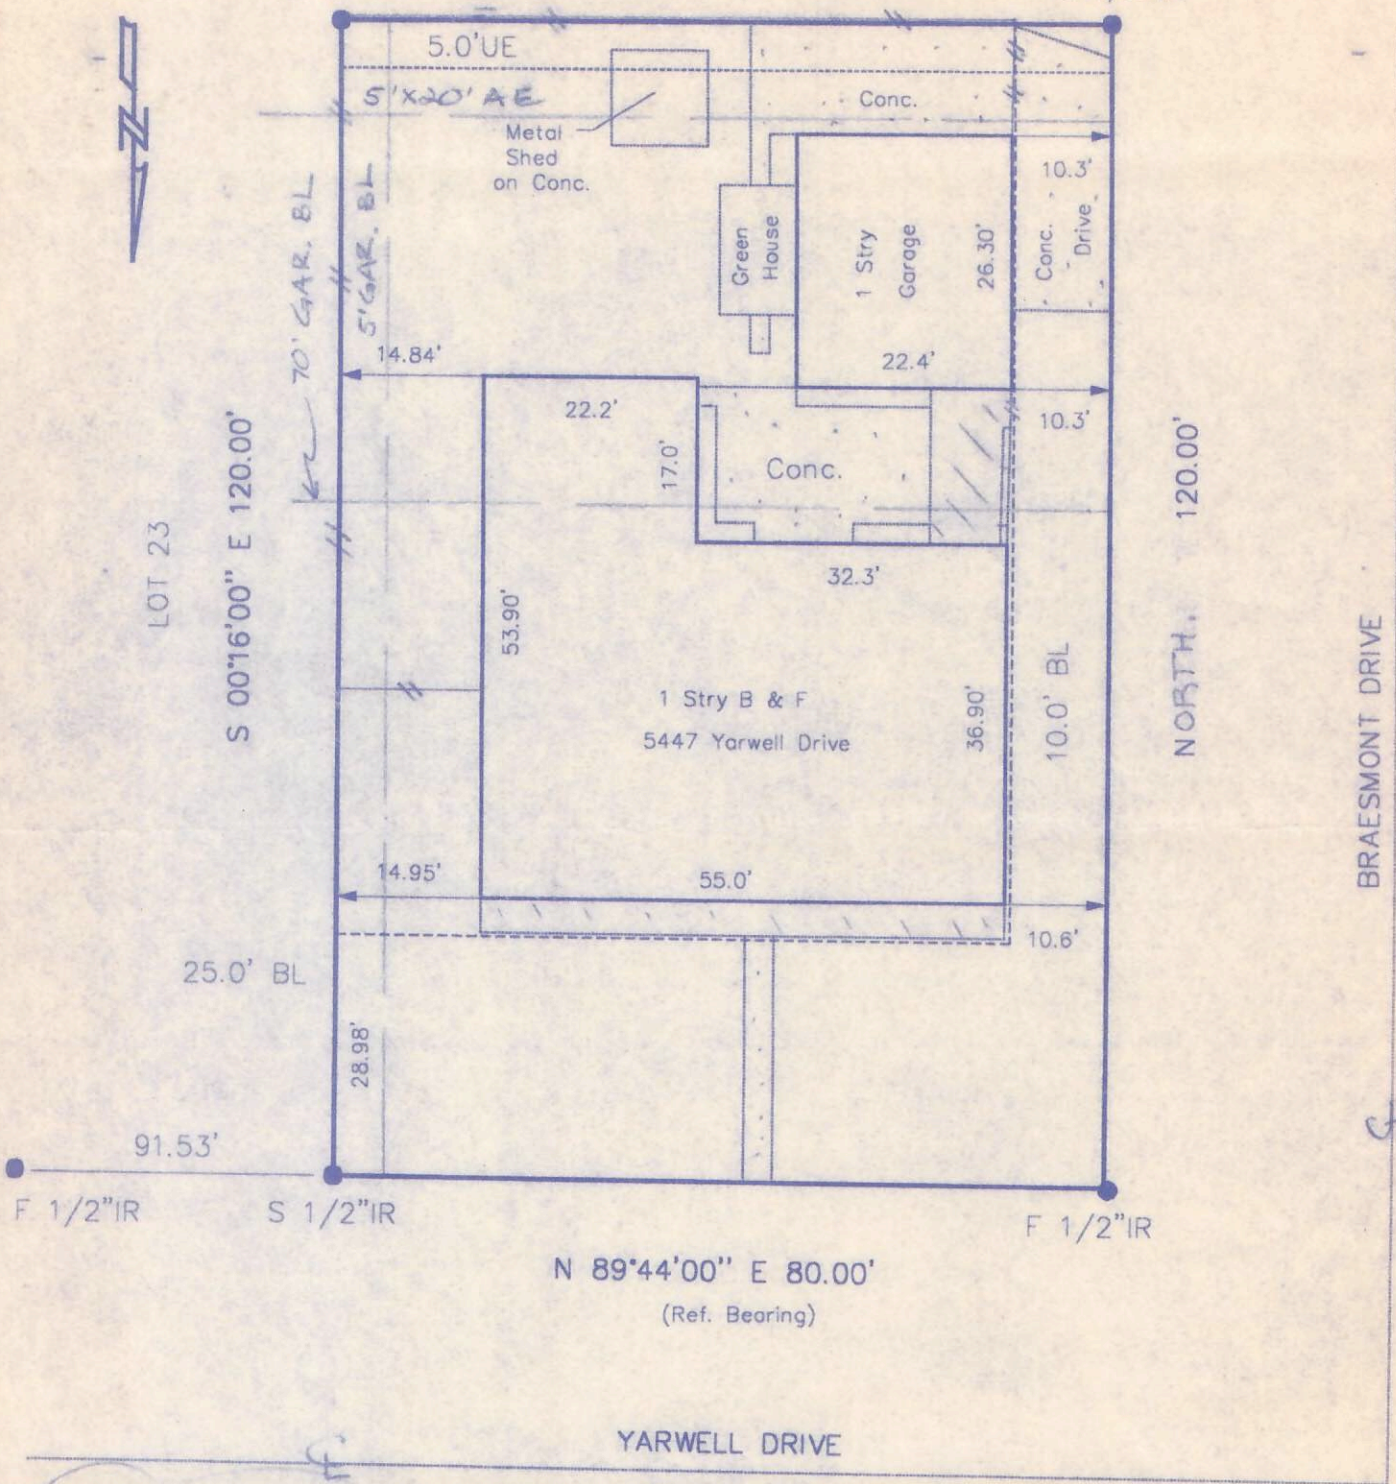 5.0'UE
5'X20' AE
Conc.
Metal
Shed
on Conc.
10.3'
Conc.
Drive
Green
House
1 Stry
Garage
26.30'
70' GAR. BL
5' GAR. BL
14.84'
22.4'
22.2'
10.3'
17.0'
Conc.
LOT 23
S 00°16'00" E 120.00'
NORTH. 120.00'
32.3'
53.90'
1 Stry B & F
5447 Yarwell Drive
36.90'
10.0' BL
BRAESMONT DRIVE
14.95'
55.0'
10.6'
25.0' BL
28.98'
91.53'
F 1/2"IR
S 1/2"IR
F 1/2"IR
N 89°44'00" E 80.00'
(Ref. Bearing)
YARWELL DRIVE